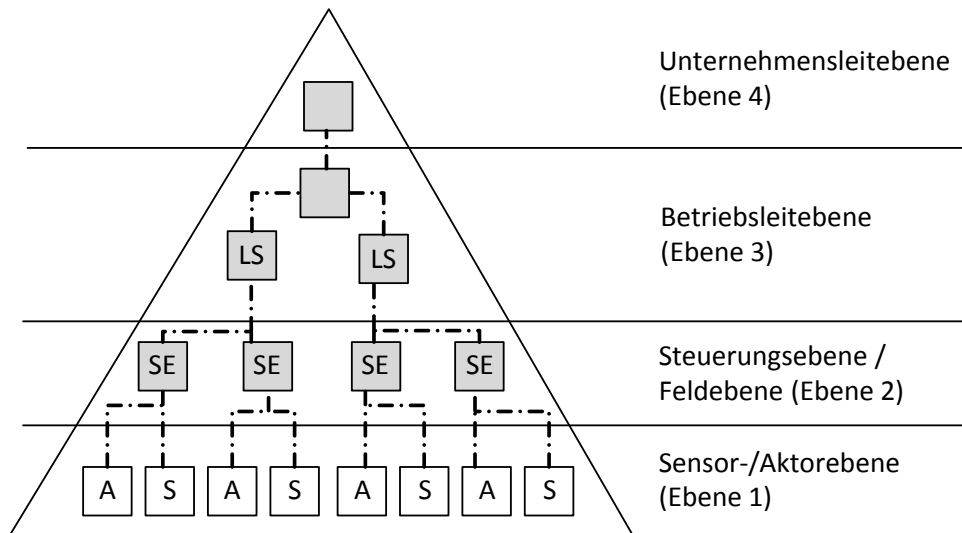 Unternehmensleitebene
(Ebene 4)
Betriebsleitebene
(Ebene 3)
LS LS
Steuerungsebene /
Feldebene (Ebene 2)
SE SE SE SE
Sensor-/Aktorebene
(Ebene 1)
A S A S A S A S